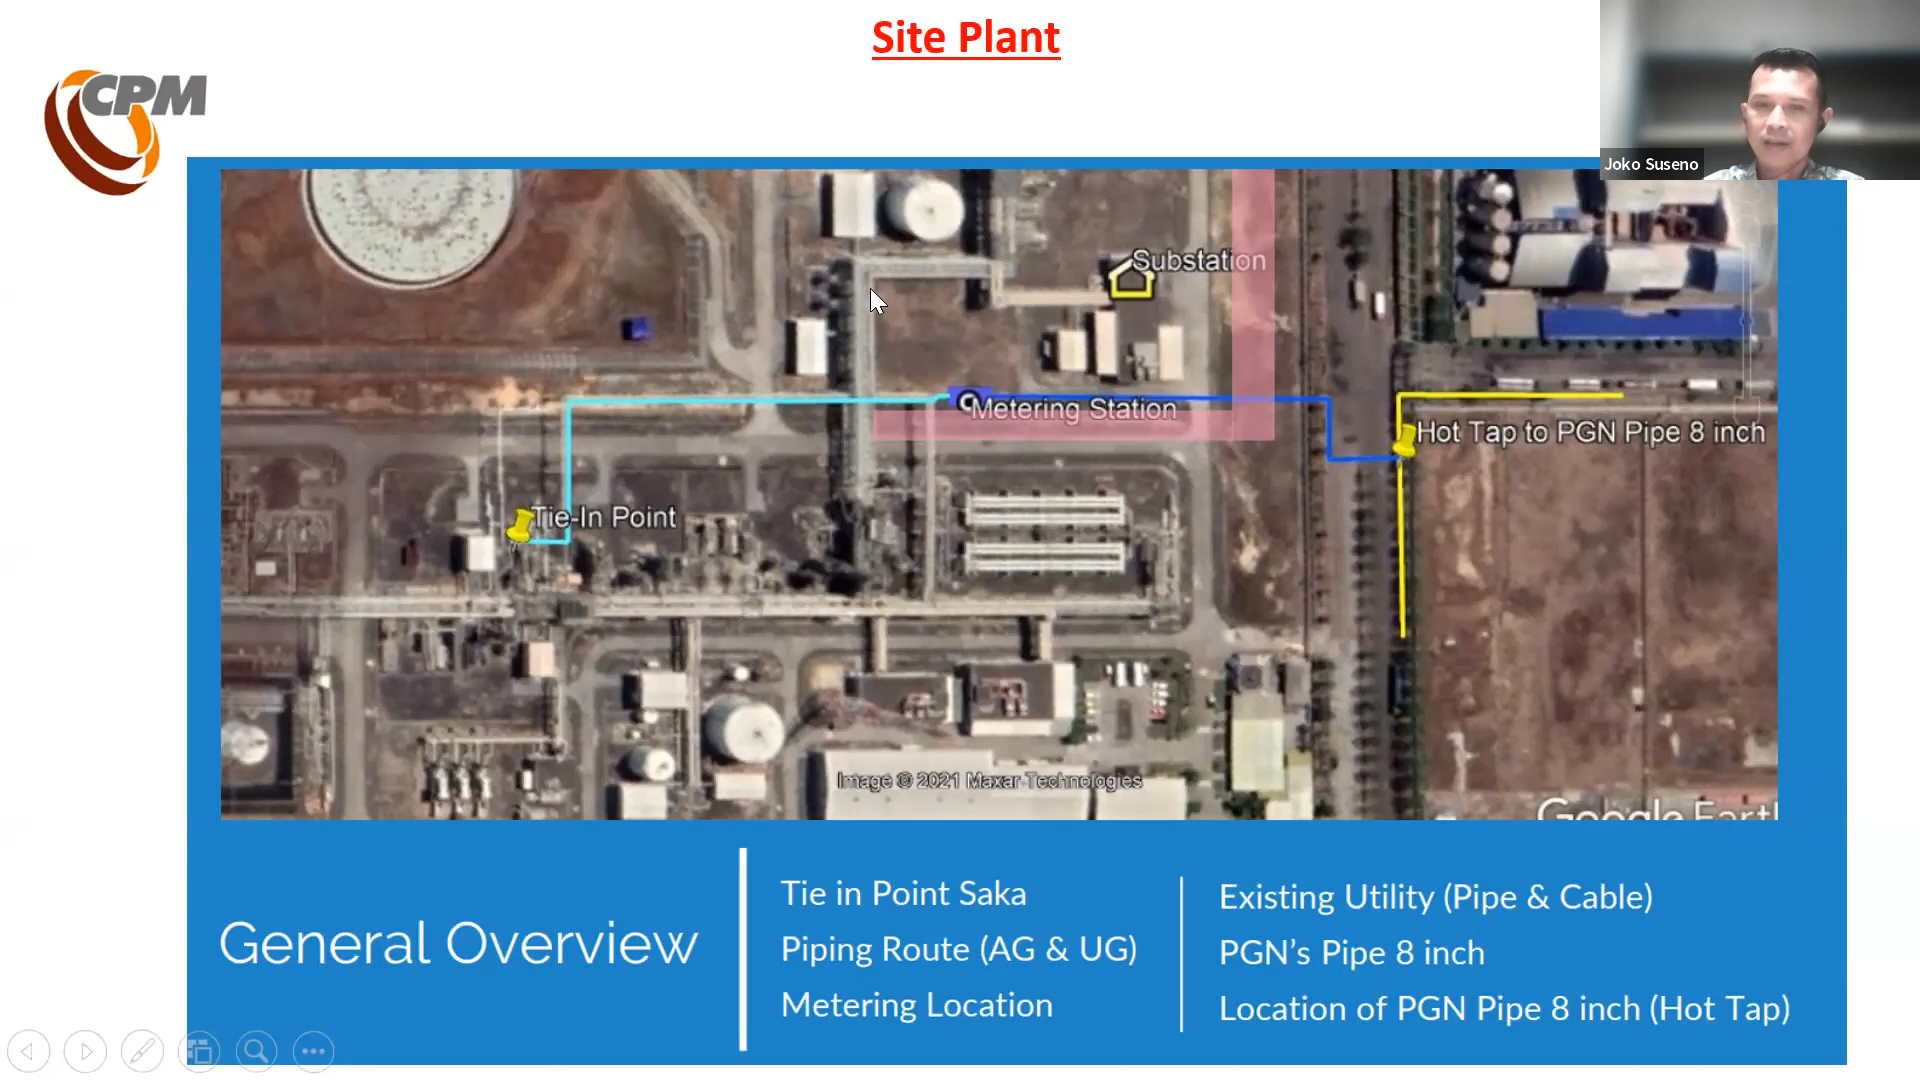 Site Plant
CPM
Joko Suseno
Substation
Metering Station
Hot Tap to PGN Pipe 8 inch
Tie-In Point
Image © 2021 Maxar Technologies
Google Earth
General Overview
Tie in Point Saka
Piping Route (AG & UG)
Metering Location
Existing Utility (Pipe & Cable)
PGN’s Pipe 8 inch
Location of PGN Pipe 8 inch (Hot Tap)